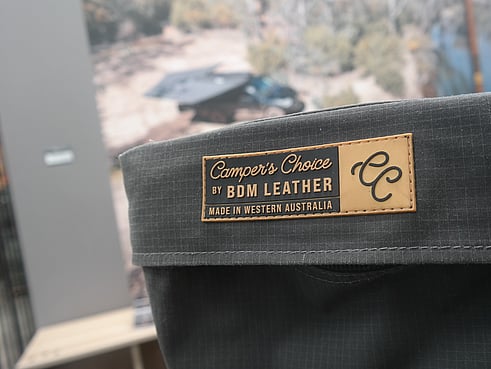 Camper's Choice
BY BDM LEATHER
MADE IN WESTERN AUSTRALIA
CC